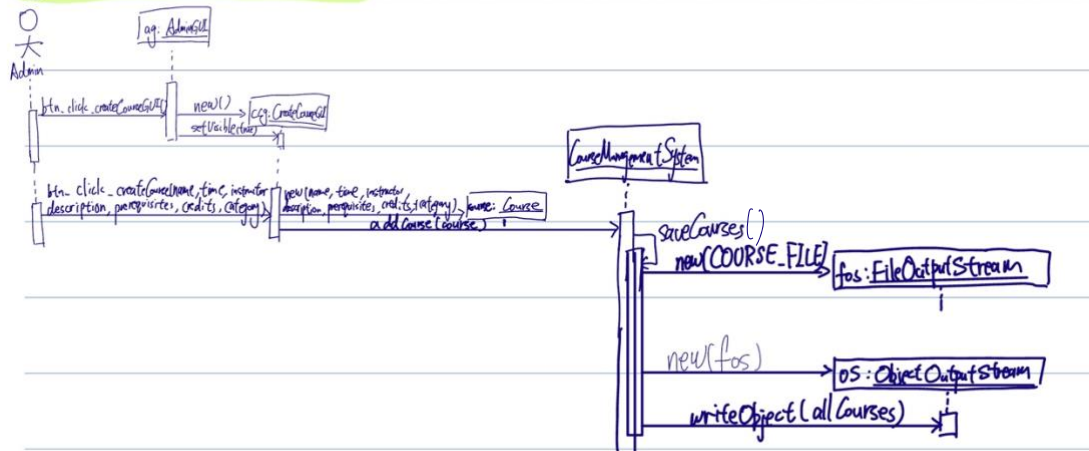 ag: AdminGUI
Admin
btn_click_createCourseGUI()
new()
ccg: CreateCourseGUI
setVisible(true)
CourseManagementSystem
btn_click_createCourse(name, time, instructor
description, prerequisites, credits, category)
new(name, time, instructor,
description, prerequisites, credits, category)
course: Course
addCourse(course)
saveCourses()
new(COURSE_FILE)
fos: FileOutputStream
new(fos)
os: ObjectOutputStream
writeObject(allCourses)